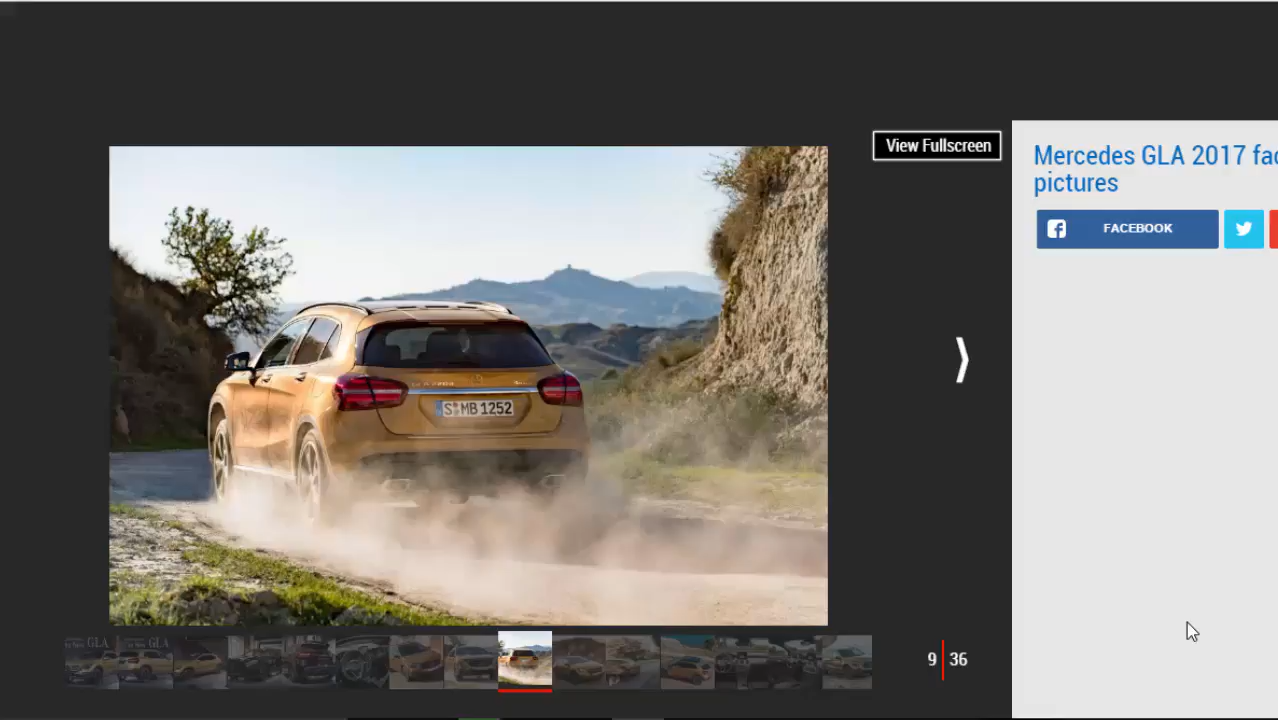 View Fullscreen
Mercedes GLA 2017 fac
pictures
FACEBOOK
S MB 1252
9 36